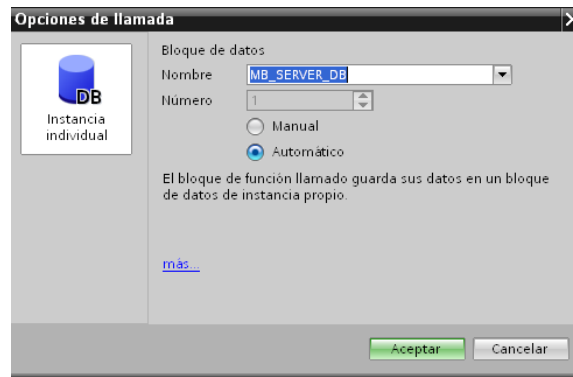 Opciones de llamada
DB
Instancia
individual
Bloque de datos
Nombre
MB_SERVER_DB
Número
1
Manual
Automático
El bloque de función llamado guarda sus datos en un bloque
de datos de instancia propio.
más...
Aceptar
Cancelar